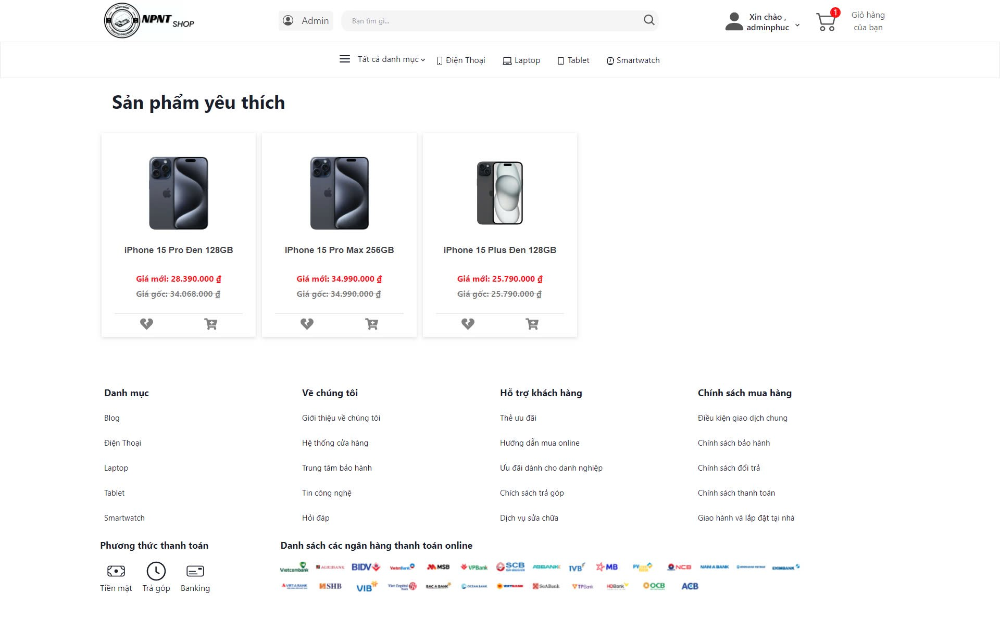 NPNT SHOP
NPNT SHOP
Admin
Bạn tìm gì...
Xin chào ,
adminphuc
1
Giỏ hàng
của bạn
Tất cả danh mục
Điện Thoại
Laptop
Tablet
Smartwatch
Sản phẩm yêu thích
iPhone 15 Pro Đen 128GB
Giá mới: 28.390.000 ₫
Giá gốc: 34.068.000 ₫
IPhone 15 Pro Max 256GB
Giá mới: 34.990.000 ₫
Giá gốc: 34.990.000 ₫
iPhone 15 Plus Đen 128GB
Giá mới: 25.790.000 ₫
Giá gốc: 25.790.000 ₫
Danh mục
Blog
Điện Thoại
Laptop
Tablet
Smartwatch
Về chúng tôi
Giới thiệu về chúng tôi
Hệ thống cửa hàng
Trung tâm bảo hành
Tin công nghệ
Hỏi đáp
Hỗ trợ khách hàng
Thẻ ưu đãi
Hướng dẫn mua online
Ưu đãi dành cho danh nghiệp
Chích sách trả góp
Dịch vụ sửa chữa
Chính sách mua hàng
Điều kiện giao dịch chung
Chính sách bảo hành
Chính sách đổi trả
Chính sách thanh toán
Giao hành và lắp đặt tại nhà
Phương thức thanh toán
Tiền mặt
Trả góp
Banking
Danh sách các ngân hàng thanh toán online
Vietcombank AGRIBANK BIDV VietinBank MSB VPBank SCB ABBANK IVB MB PV NCB NAM A BANK EXIMBANK
VIETABANK SHB VIB Viet Capital Bank BAC A BANK OCEAN BANK VIETBANK SeABank TPBank HDBank OCB ACB